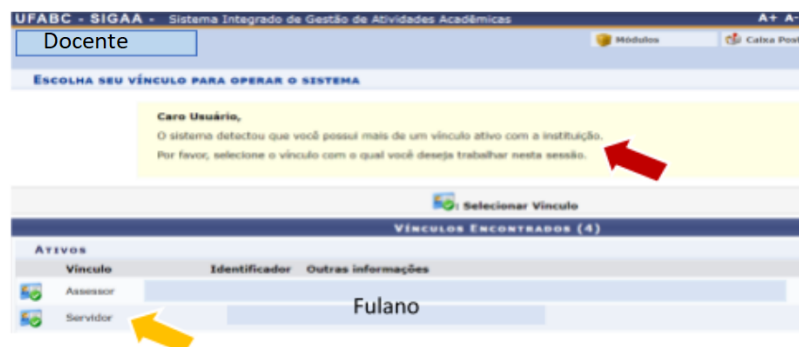 UFABC - SIGAA - Sistema Integrado de Gestão de Atividades Acadêmicas A+ A-
Docente
Módulos Caixa Post
ESCOLHA SEU VÍNCULO PARA OPERAR O SISTEMA
Caro Usuário,
O sistema detectou que você possui mais de um vínculo ativo com a instituição.
Por favor, selecione o vínculo com o qual você deseja trabalhar nesta sessão.
: Selecionar Vínculo
VÍNCULOS ENCONTRADOS (4)
ATIVOS
Vínculo Identificador Outras informações
Assessor
Fulano
Servidor